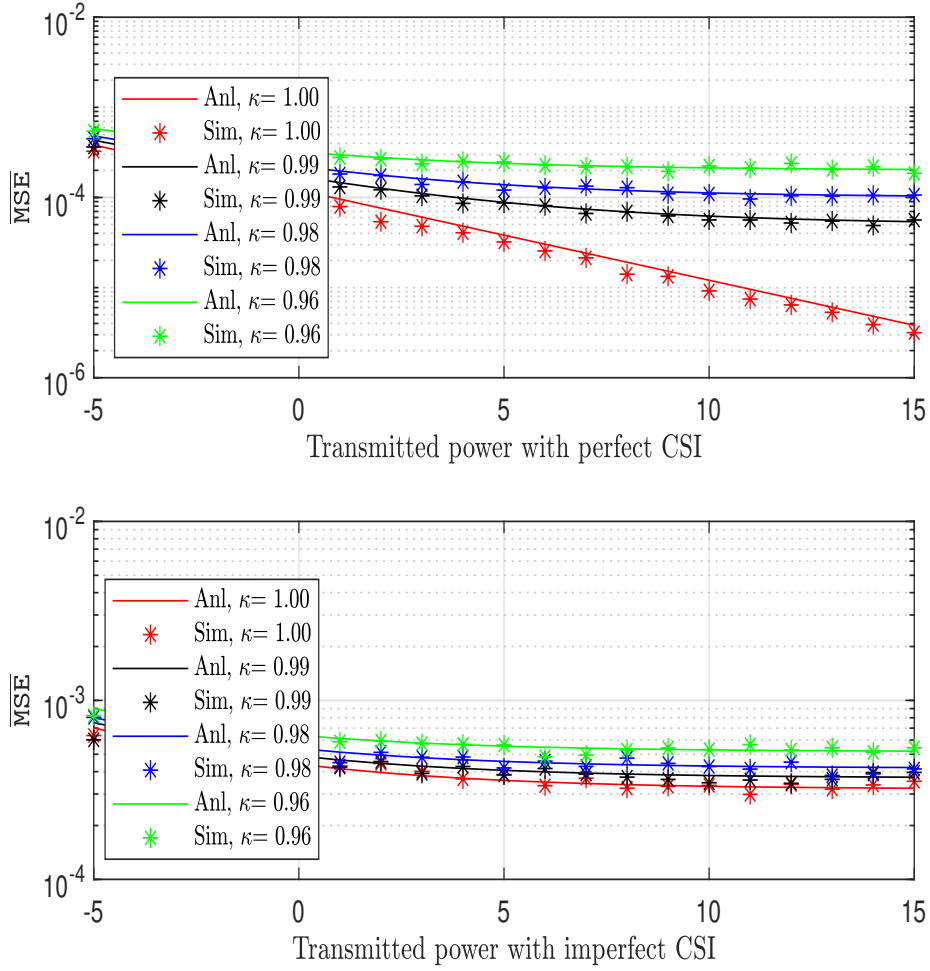 10^-2
10^-4
10^-6
MSE
Anl, κ= 1.00
Sim, κ= 1.00
Anl, κ= 0.99
Sim, κ= 0.99
Anl, κ= 0.98
Sim, κ= 0.98
Anl, κ= 0.96
Sim, κ= 0.96
-5 0 5 10 15
Transmitted power with perfect CSI
10^-2
10^-3
10^-4
MSE
Anl, κ= 1.00
Sim, κ= 1.00
Anl, κ= 0.99
Sim, κ= 0.99
Anl, κ= 0.98
Sim, κ= 0.98
Anl, κ= 0.96
Sim, κ= 0.96
-5 0 5 10 15
Transmitted power with imperfect CSI